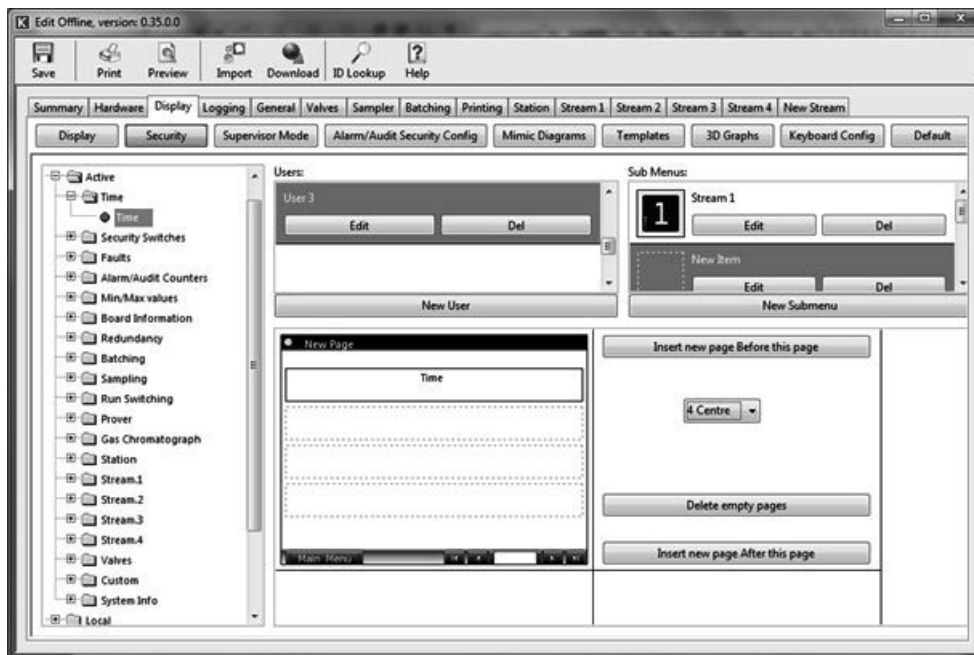 Edit Offline, version: 0.35.0.0
Save Print Preview Import Download ID Lookup Help
Summary Hardware Display Logging General Valves Sampler Batching Printing Station Stream 1 Stream 2 Stream 3 Stream 4 New Stream
Display Security Supervisor Mode Alarm/Audit Security Config Mimic Diagrams Templates 3D Graphs Keyboard Config Default
Active
Time
Time
Security Switches
Faults
Alarm/Audit Counters
Min/Max values
Board Information
Redundancy
Batching
Sampling
Run Switching
Prover
Gas Chromatograph
Station
Stream.1
Stream.2
Stream.3
Stream.4
Valves
Custom
System Info
Local
Users:
User 3
Edit Del
New User
Sub Menus:
1 Stream 1
Edit Del
New Item
Edit Del
New Submenu
New Page
Time
Main Menu
Insert new page Before this page
4 Centre
Delete empty pages
Insert new page After this page